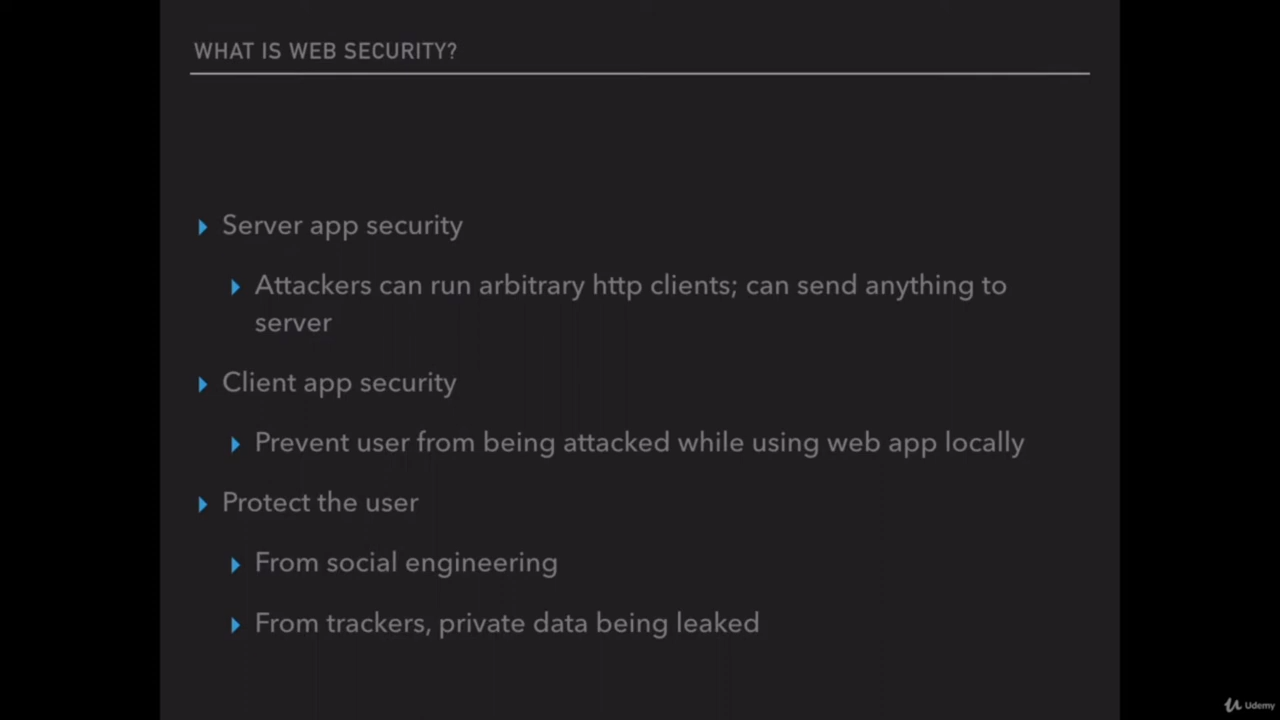 WHAT IS WEB SECURITY?
Server app security
Attackers can run arbitrary http clients; can send anything to
server
Client app security
Prevent user from being attacked while using web app locally
Protect the user
From social engineering
From trackers, private data being leaked
Udemy